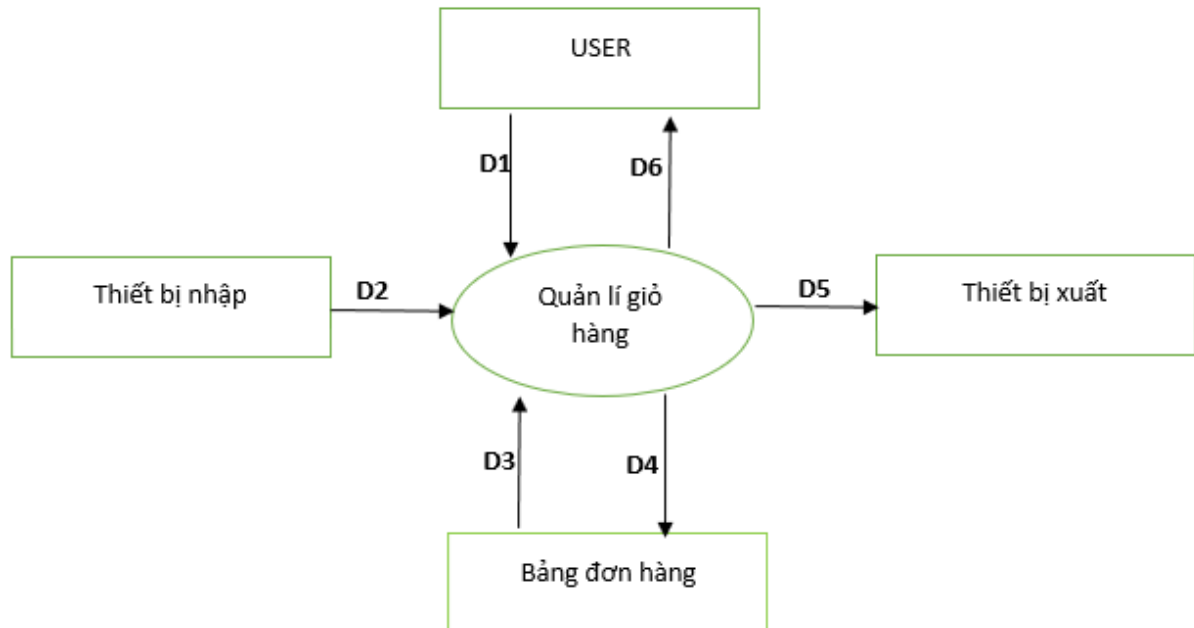 USER
D1
D6
Thiết bị nhập
D2
Quản lí giỏ
hàng
D5
Thiết bị xuất
D3
D4
Bảng đơn hàng